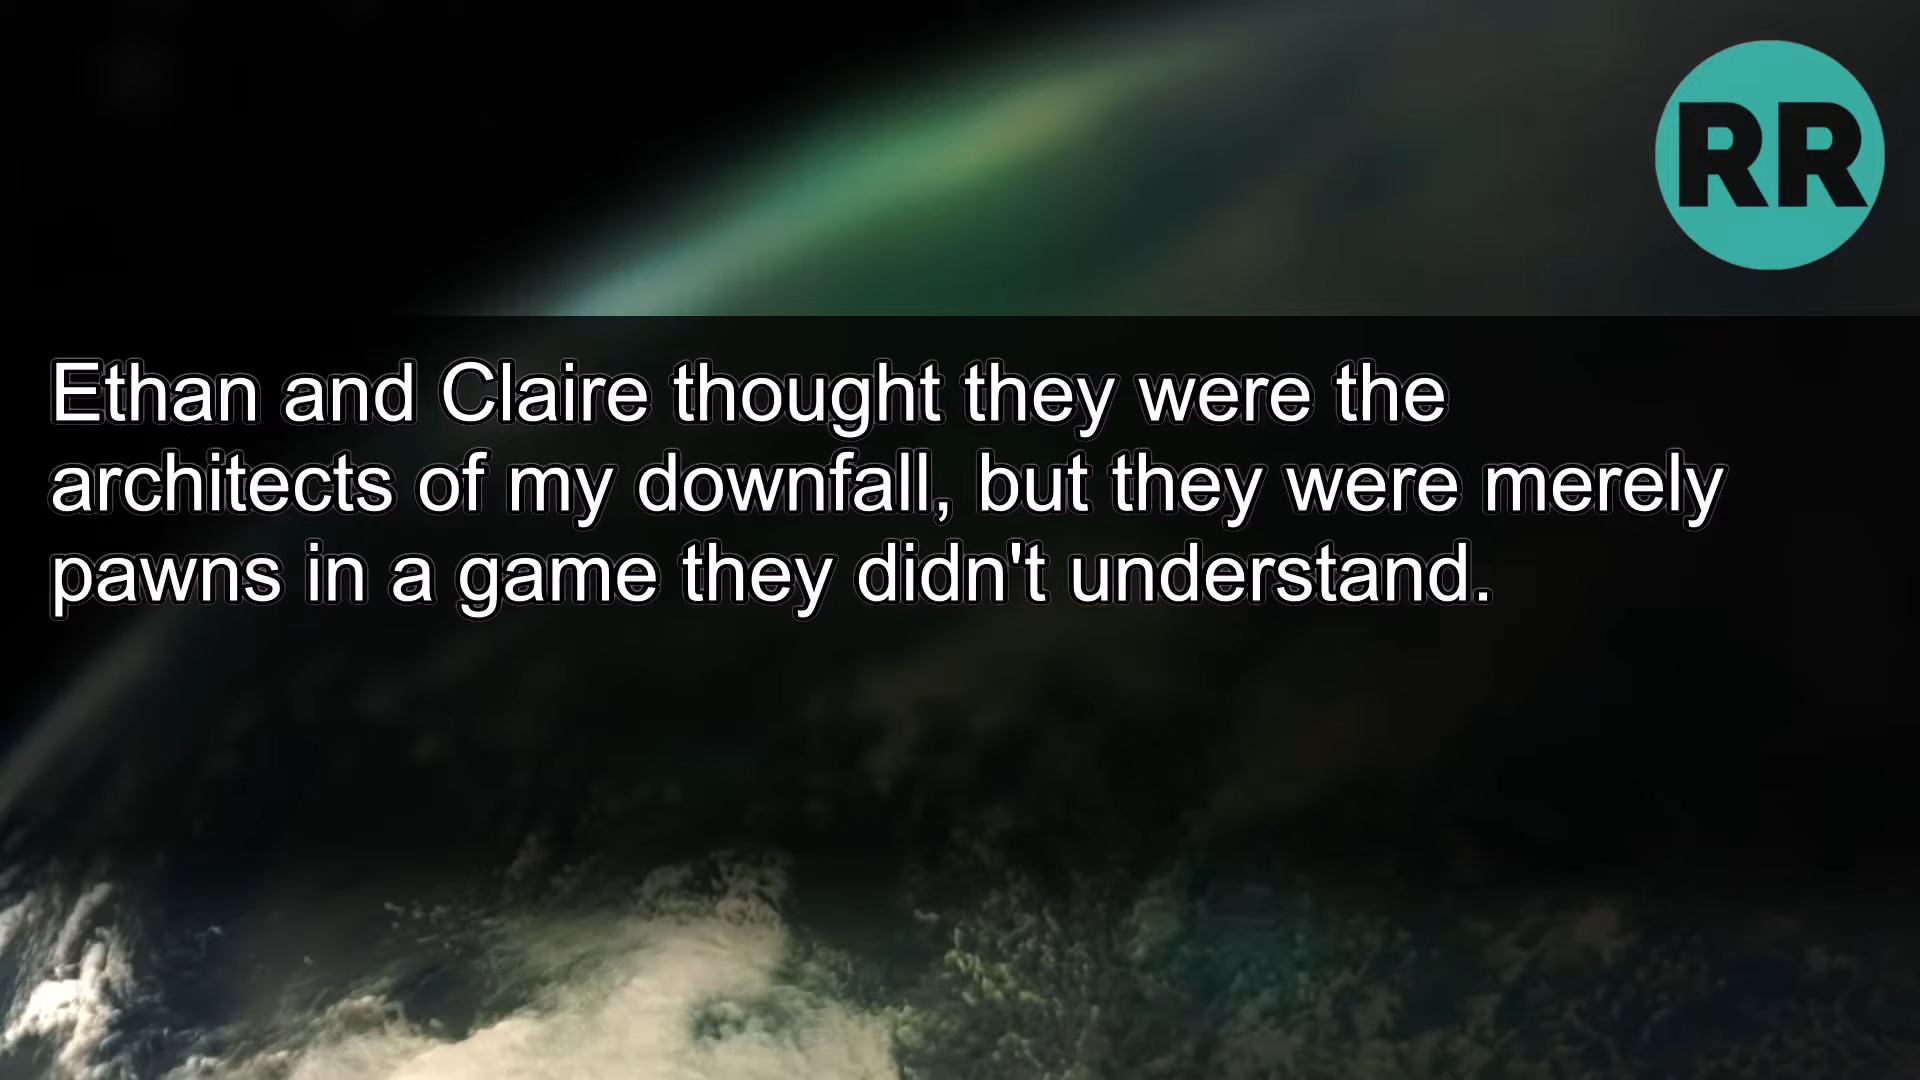 RR
Ethan and Claire thought they were the
architects of my downfall, but they were merely
pawns in a game they didn't understand.